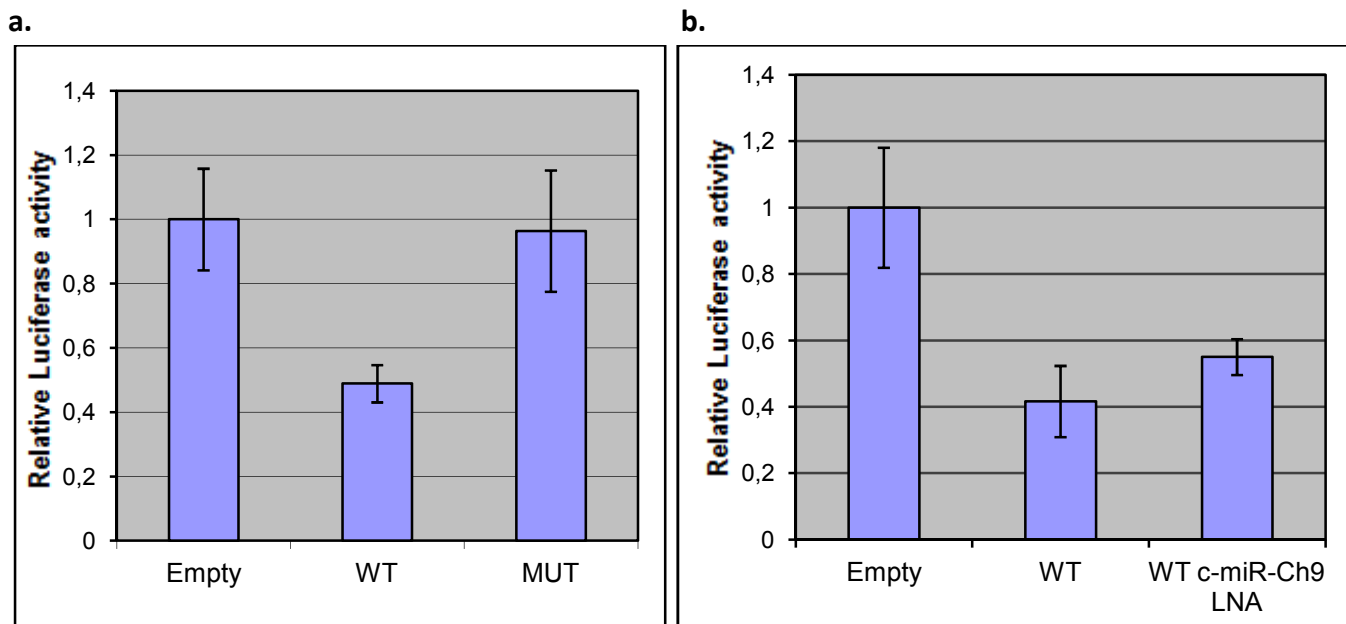 a.
Relative Luciferase activity
1,4
1,2
1
0,8
0,6
0,4
0,2
0
Empty WT MUT
b.
Relative Luciferase activity
1,4
1,2
1
0,8
0,6
0,4
0,2
0
Empty WT WT c-miR-Ch9
LNA